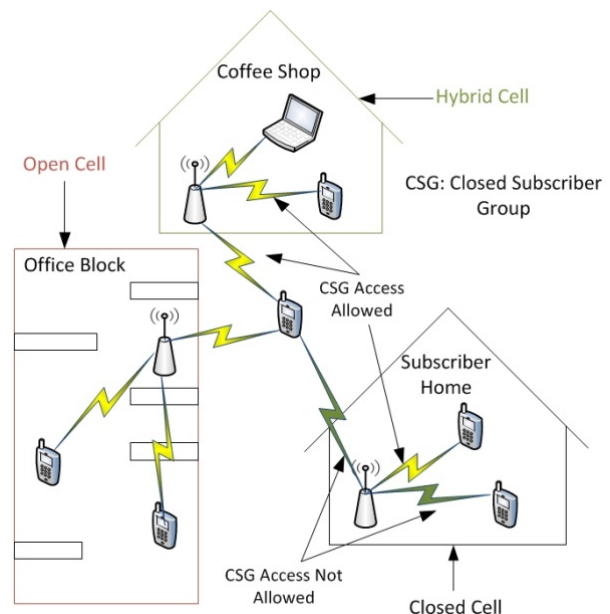 Coffee Shop
Hybrid Cell
Open Cell
CSG: Closed Subscriber
Group
Office Block
CSG Access
Allowed
Subscriber
Home
CSG Access Not
Allowed
Closed Cell